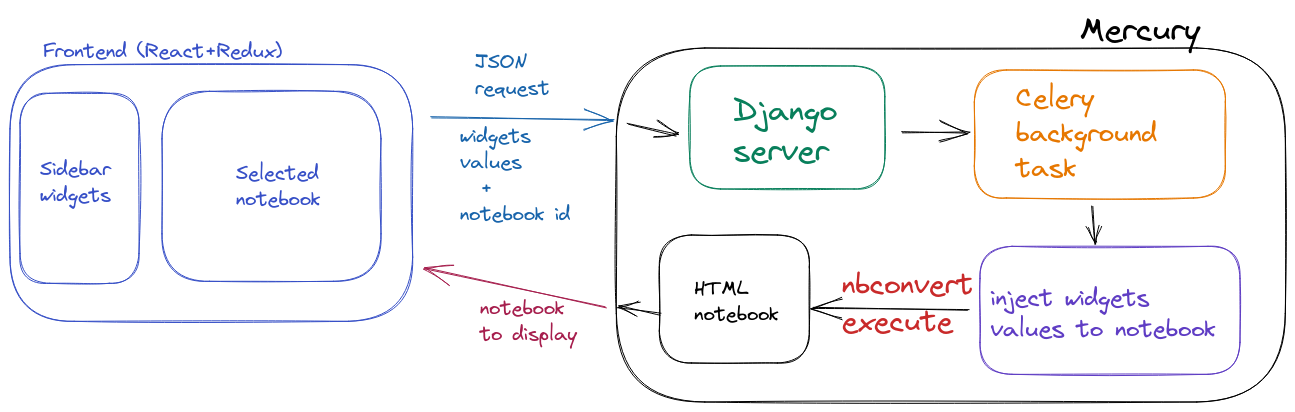 Mercury
Frontend (React+Redux)
Sidebar
widgets
Selected
notebook
JSON
request
widgets
values
+
notebook id
Django
server
Celery
background
task
inject widgets
values to notebook
nbconvert
execute
HTML
notebook
notebook
to display